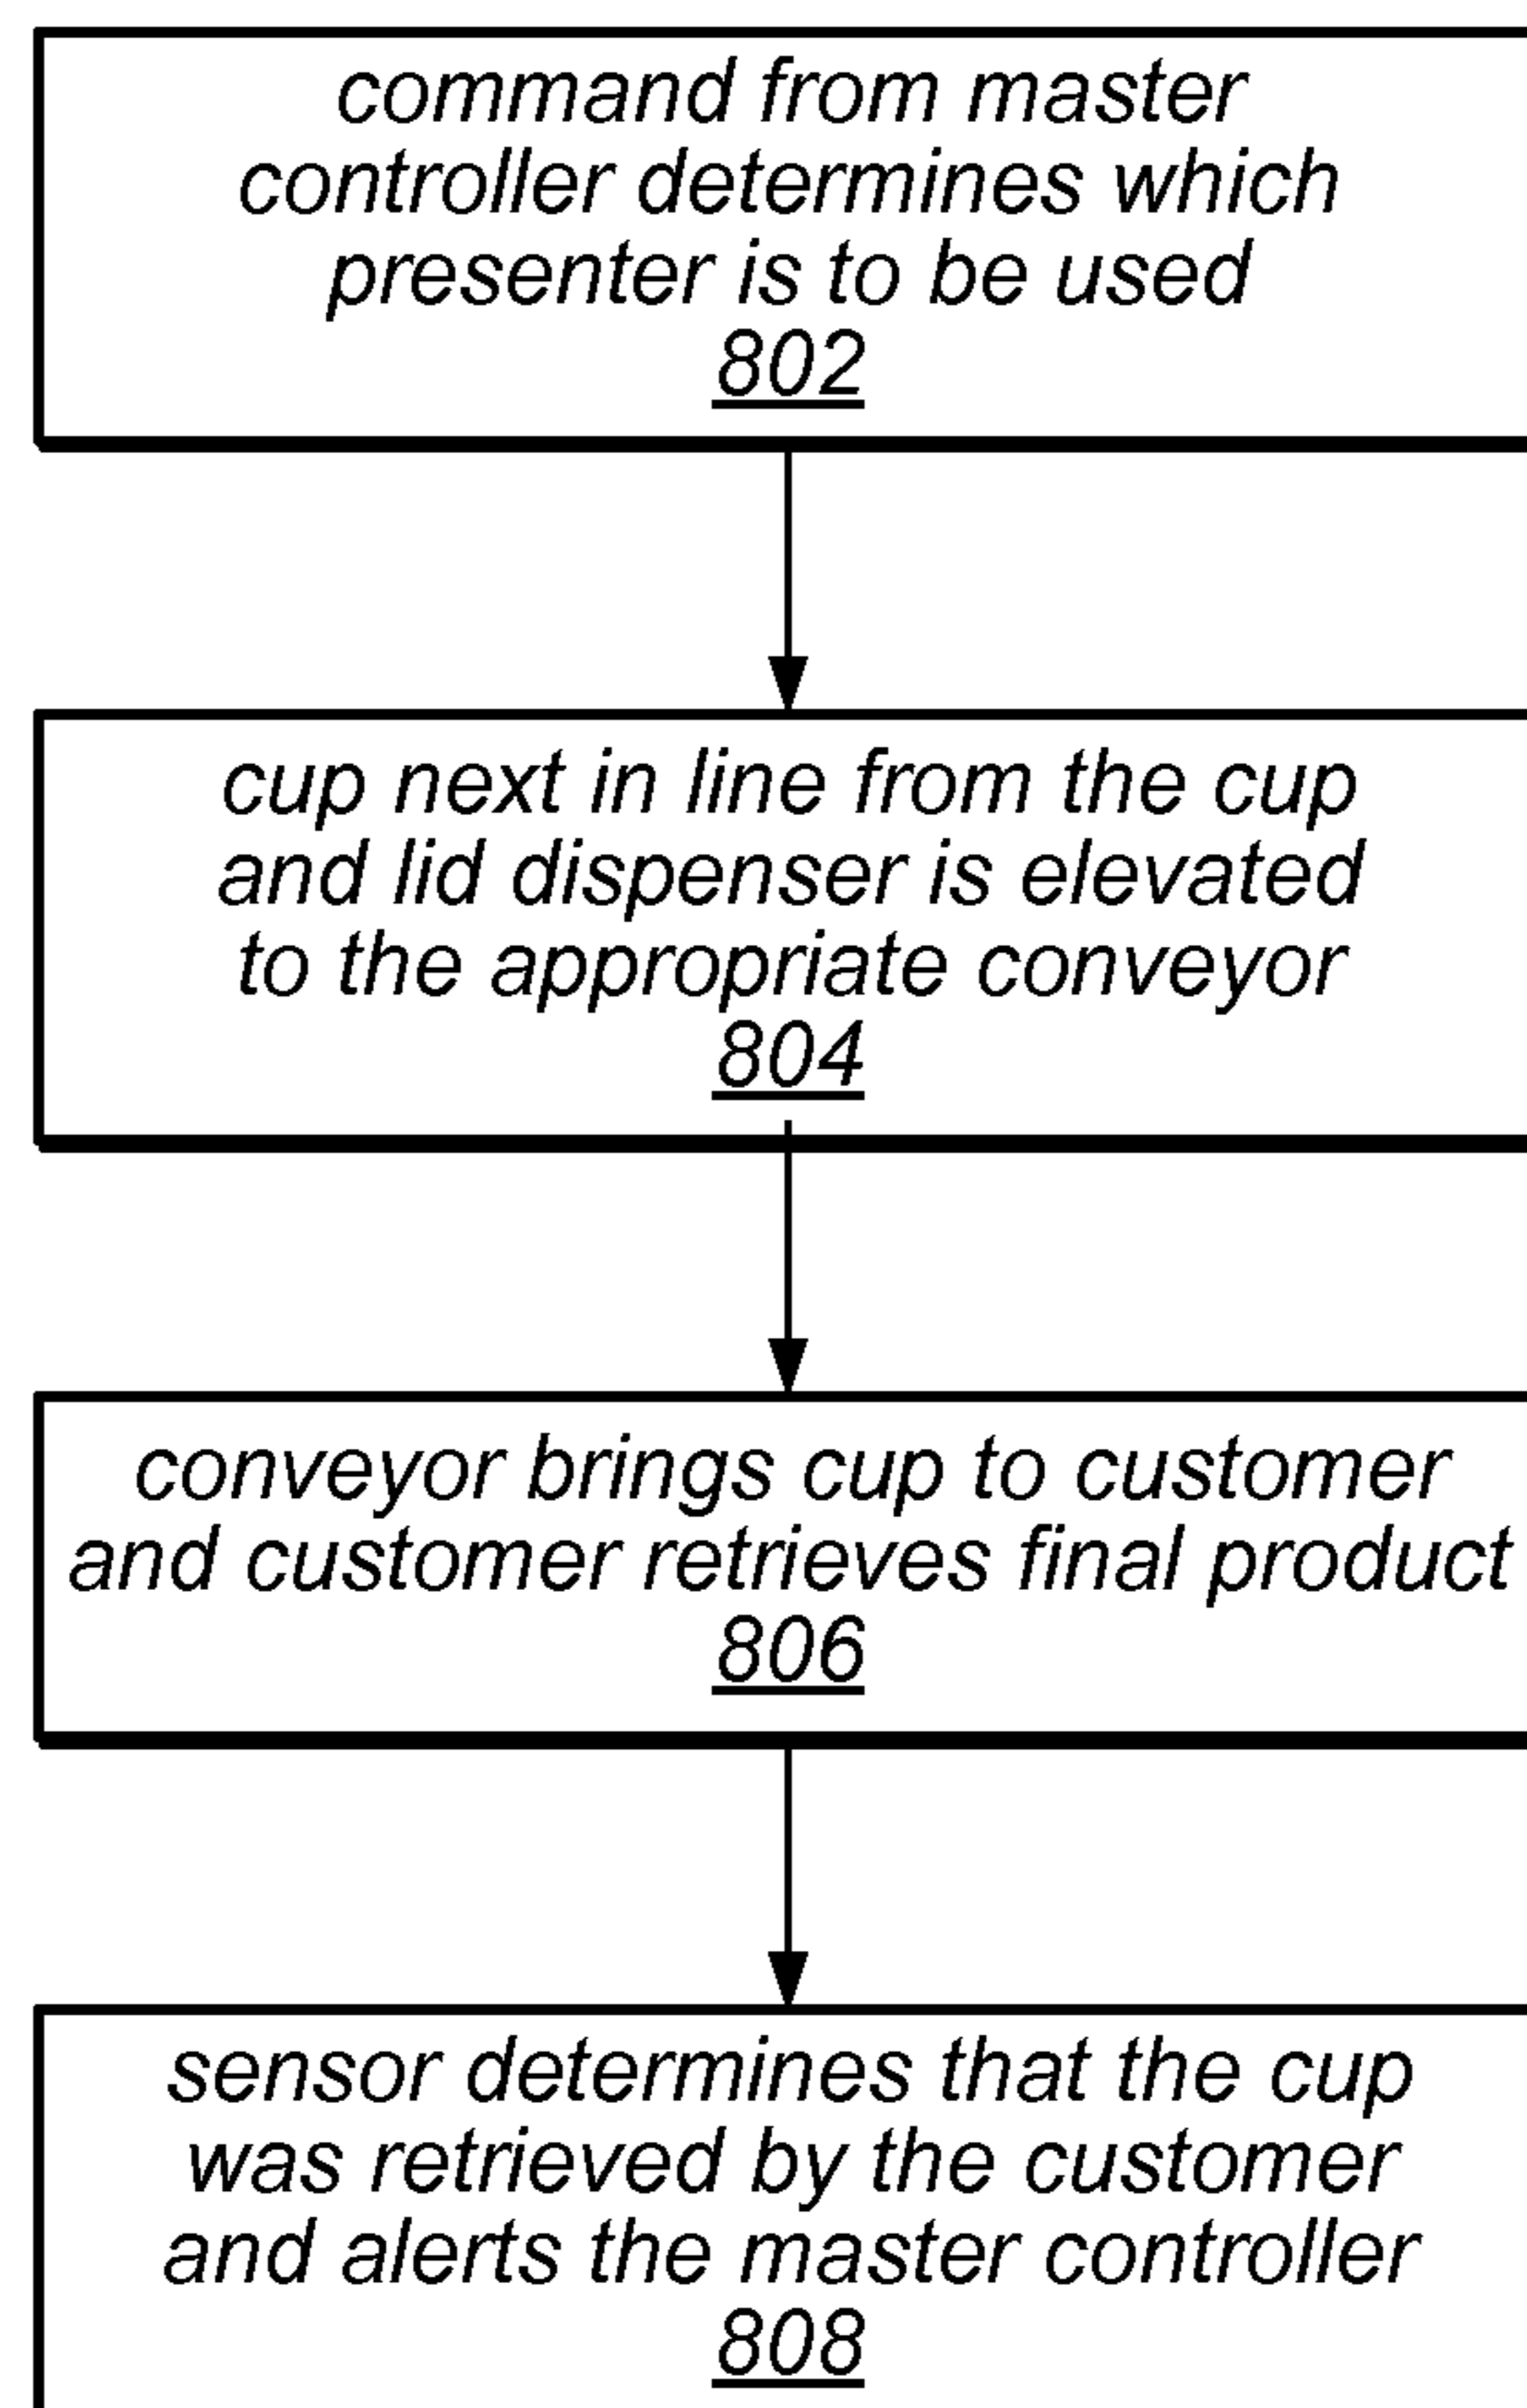 command from master
controller determines which
presenter is to be used
802
cup next in line from the cup
and lid dispenser is elevated
to the appropriate conveyor
804
conveyor brings cup to customer
and customer retrieves final product
806
sensor determines that the cup
was retrieved by the customer
and alerts the master controller
808